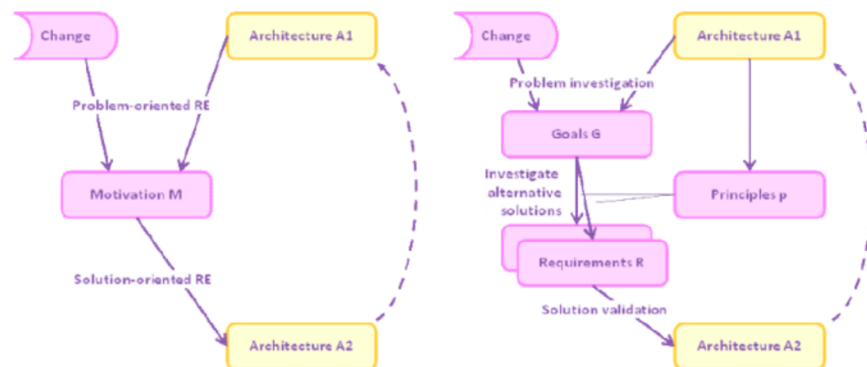 Change
Architecture A1
Problem-oriented RE
Motivation M
Solution-oriented RE
Architecture A2
Change
Architecture A1
Problem investigation
Goals G
Investigate
alternative
solutions
Principles p
Requirements R
Solution validation
Architecture A2